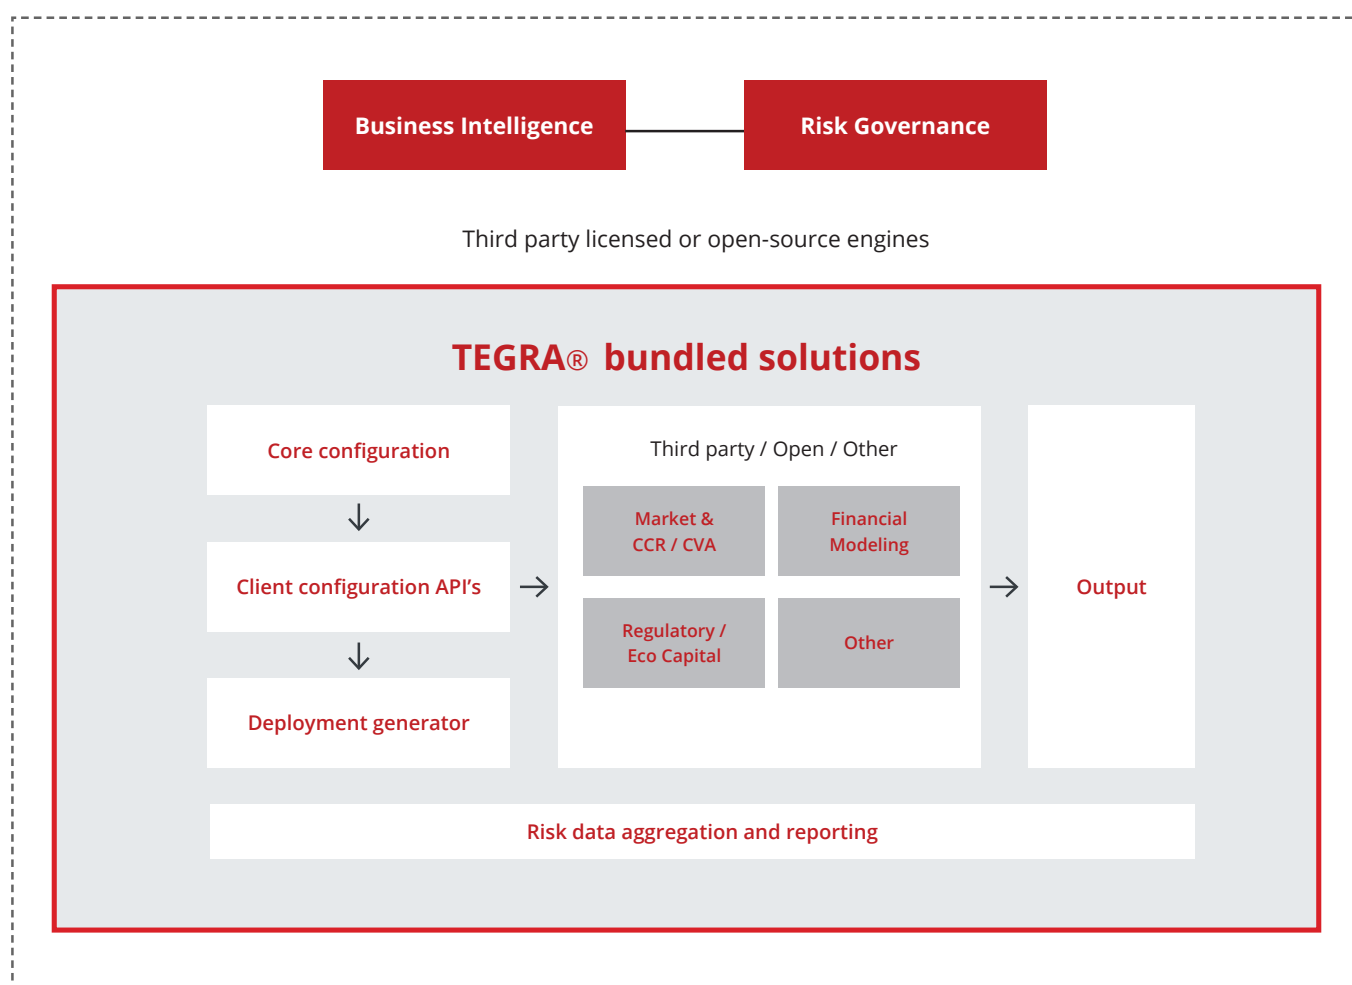 Business Intelligence
Risk Governance
Third party licensed or open-source engines
TEGRA® bundled solutions
Core configuration
Client configuration API’s
Deployment generator
Third party / Open / Other
Market &
CCR / CVA
Financial
Modeling
Regulatory /
Eco Capital
Other
Output
Risk data aggregation and reporting